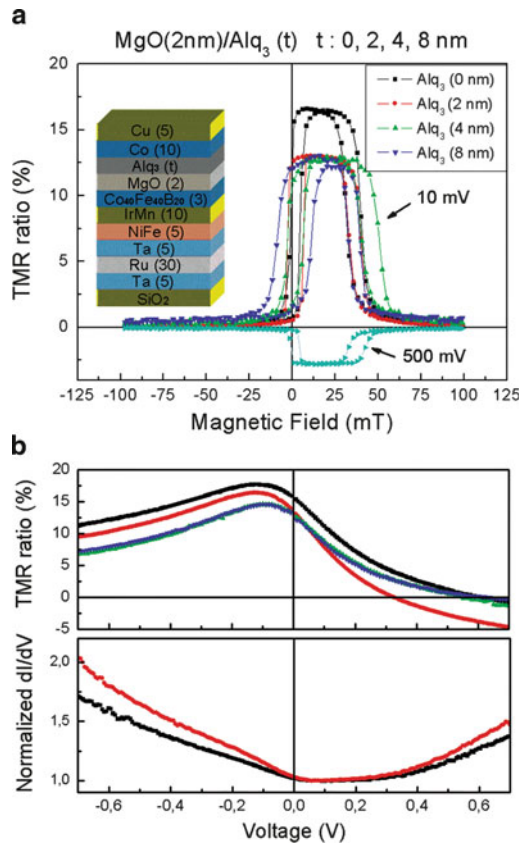 a
MgO(2nm)/Alq₃ (t) t : 0, 2, 4, 8 nm
TMR ratio (%)
20
15
10
5
0
Cu (5)
Co (10)
Alq₃ (t)
MgO (2)
Co₄₀Fe₄₀B₂₀ (3)
IrMn (10)
NiFe (5)
Ta (5)
Ru (30)
Ta (5)
SiO₂
Alq₃ (0 nm)
Alq₃ (2 nm)
Alq₃ (4 nm)
Alq₃ (8 nm)
10 mV
500 mV
-125 -100 -75 -50 -25 0 25 50 75 100 125
Magnetic Field (mT)
b
TMR ratio (%)
20
15
10
5
0
-5
Normalized dI/dV
2,0
1,5
1,0
-0,6 -0,4 -0,2 0,0 0,2 0,4 0,6
Voltage (V)